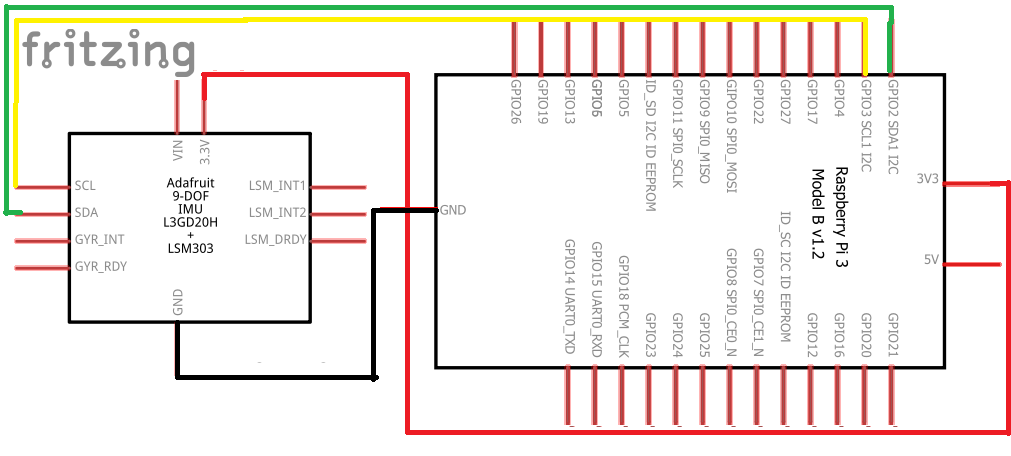 fritzing
VIN
3.3V
SCL
SDA
GYR_INT
GYR_RDY
Adafruit
9-DOF
IMU
L3GD20H
+
LSM303
LSM_INT1
LSM_INT2
LSM_DRDY
GND
GPIO26
GPIO19
GPIO13
GPIO6
GPIO5
ID_SD I2C ID EEPROM
GPIO11 SPI0_SCLK
GPIO9 SPI0_MISO
GIPO10 SPI0_MOSI
GPIO22
GPIO27
GPIO17
GPIO4
GPIO3 SCL1 I2C
GPIO2 SDA1 I2C
GND
Raspberry Pi 3
Model B v1.2
3V3
5V
GPIO14 UART0_TXD
GPIO15 UART0_RXD
GPIO18 PCM_CLK
GPIO23
GPIO24
GPIO25
GPIO8 SPI0_CE0_N
GPIO7 SPI0_CE1_N
ID_SC I2C ID EEPROM
GPIO12
GPIO16
GPIO20
GPIO21